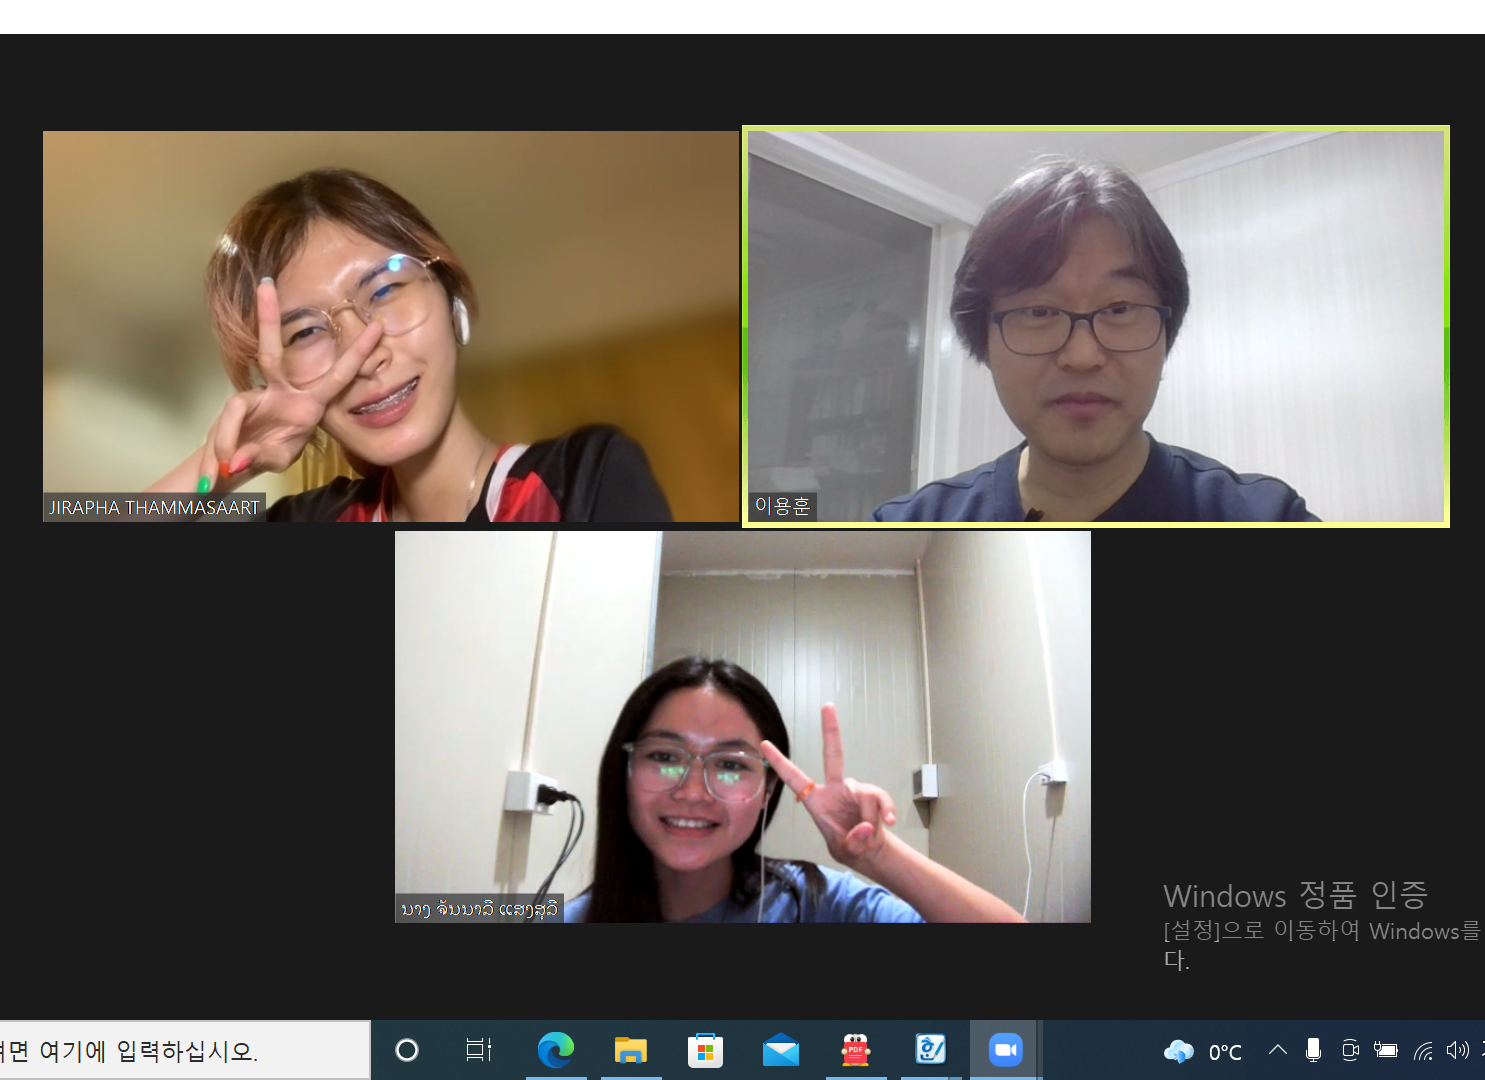 JIRAPHA THAMMASAART
이용훈
ນາງ ຈັນນາລີ ແສງສຸລີ
Windows 정품 인증
[설정]으로 이동하여 Windows를
다.
면 여기에 입력하십시오.
PDF
0°C